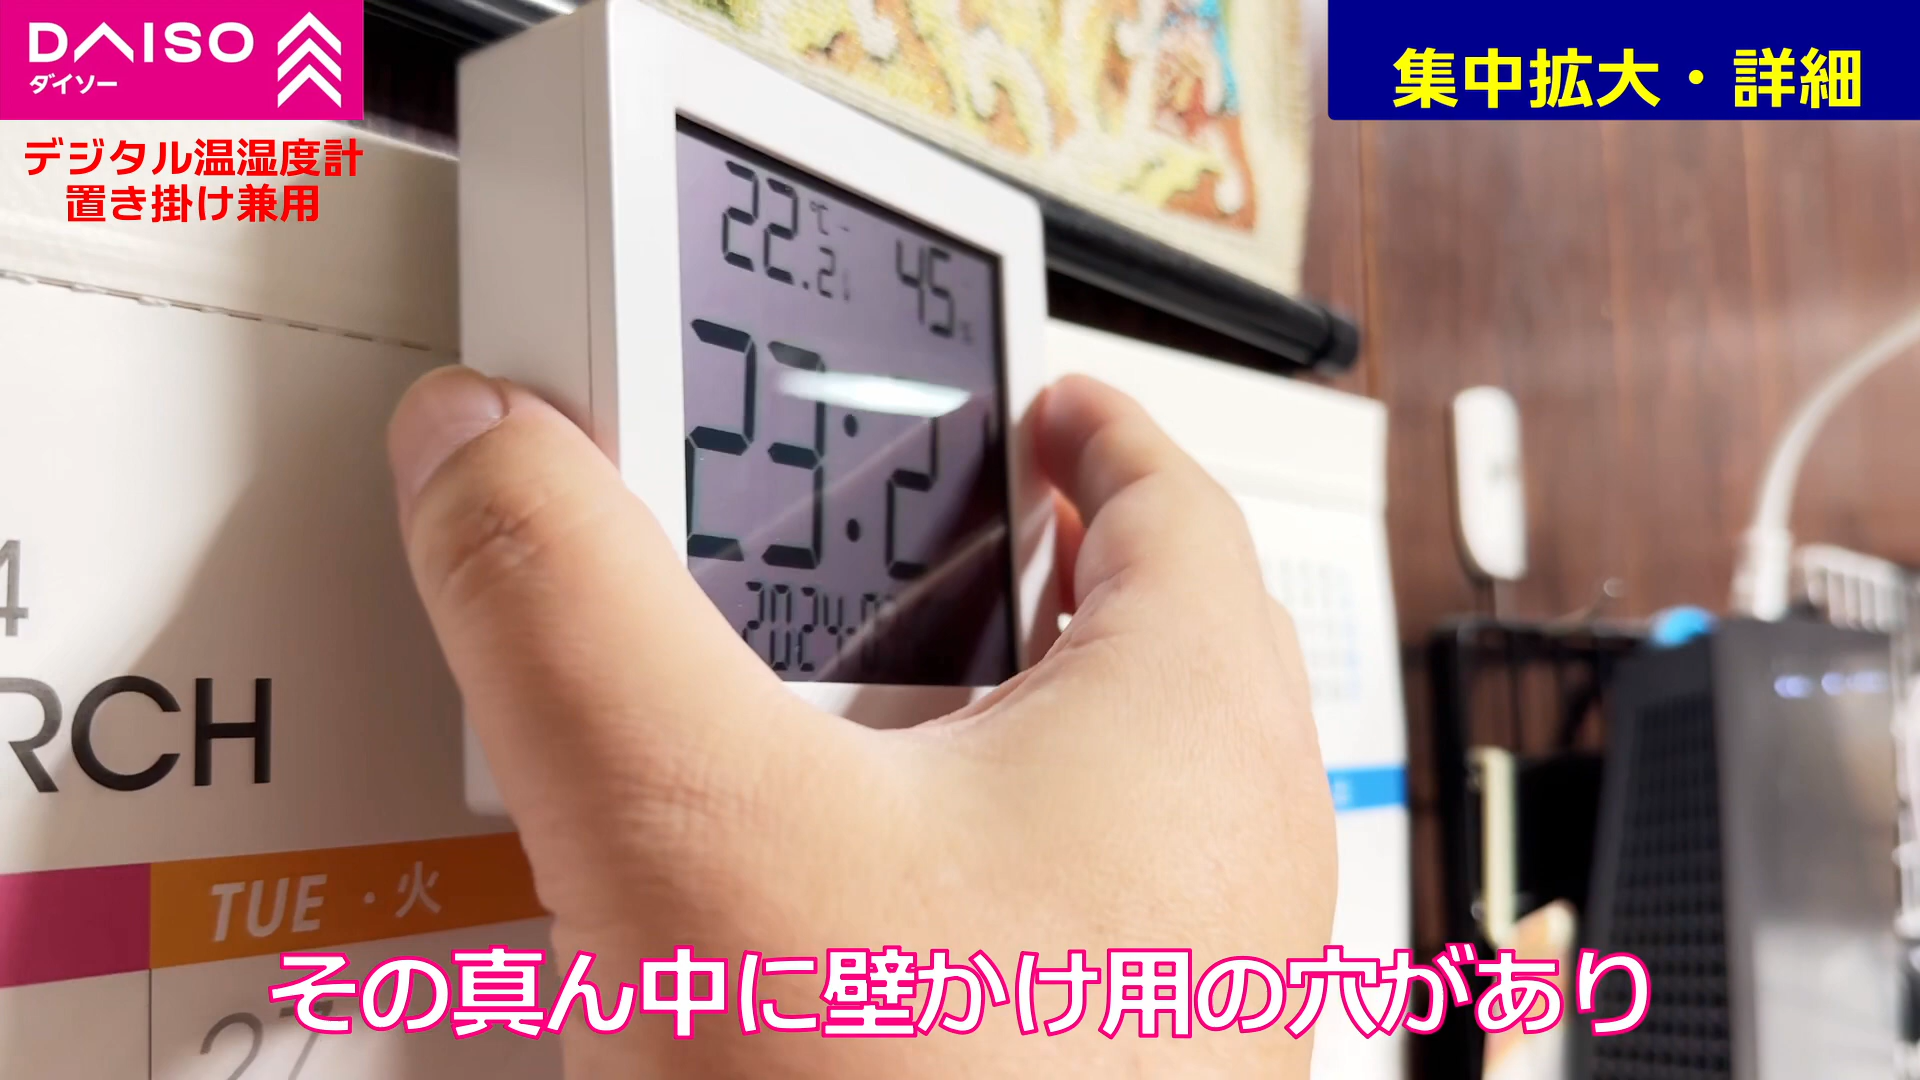 DAISO
ダイソー
デジタル温湿度計
置き掛け兼用
集中拡大・詳細
22.2℃ 45%
23:2
2024
4
RCH
TUE・火
27
その真ん中に壁かけ用の穴があり